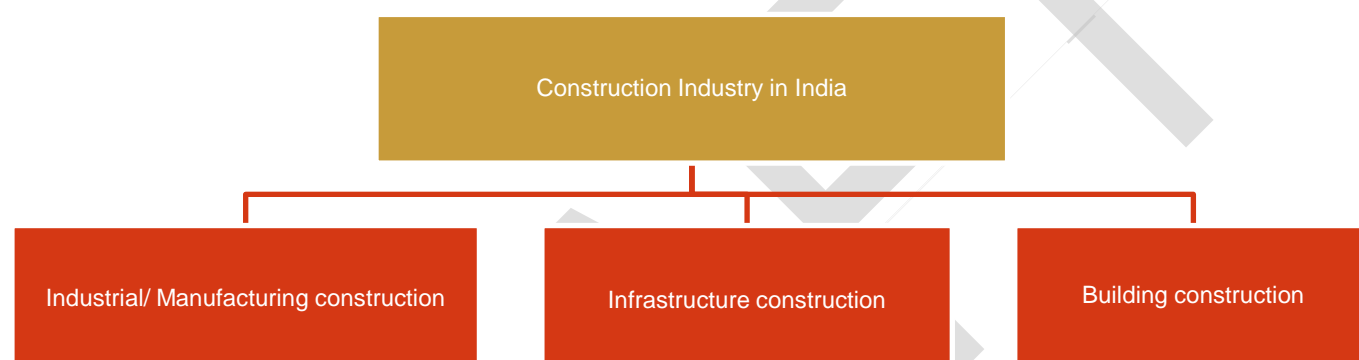 Construction Industry in India
Industrial/ Manufacturing construction
Infrastructure construction
Building construction